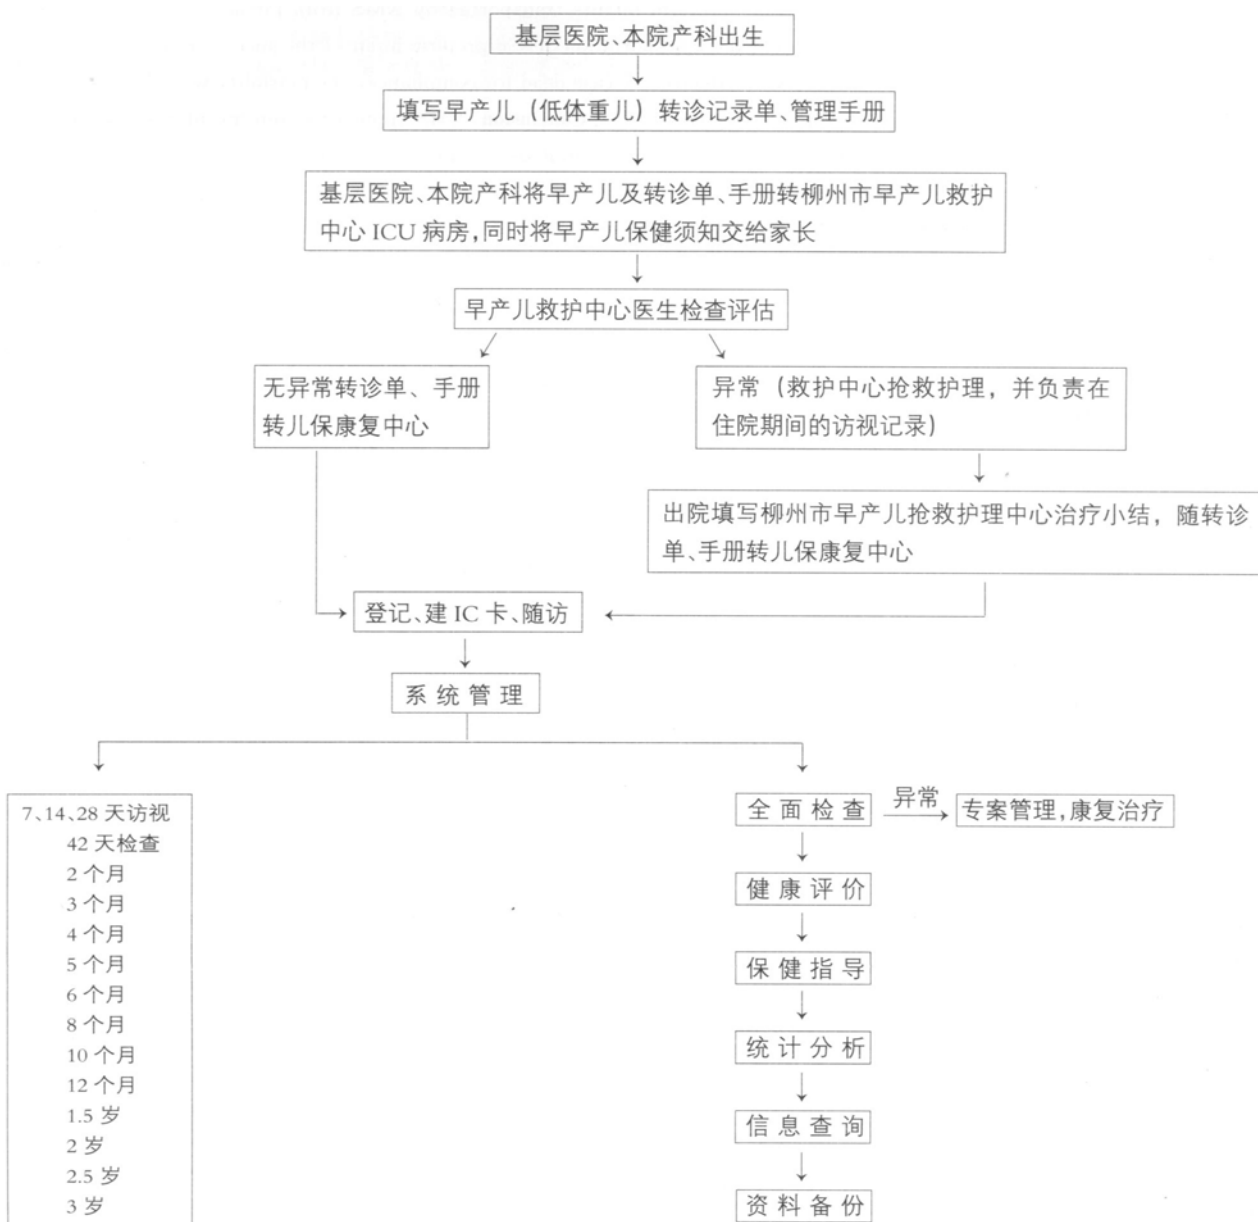 基层医院、本院产科出生
填写早产儿（低体重儿）转诊记录单、管理手册
基层医院、本院产科将早产儿及转诊单、手册转柳州市早产儿救护
中心 ICU 病房,同时将早产儿保健须知交给家长
早产儿救护中心医生检查评估
无异常转诊单、手册
转儿保康复中心
异常（救护中心抢救护理，并负责在
住院期间的访视记录）
出院填写柳州市早产儿抢救护理中心治疗小结，随转诊
单、手册转儿保康复中心
登记、建 IC 卡、随访
系统管理
7、14、28 天访视
42 天检查
2 个月
3 个月
4 个月
5 个月
6 个月
8 个月
10 个月
12 个月
1.5 岁
2 岁
2.5 岁
3 岁
全面检查
异常
专案管理,康复治疗
健康评价
保健指导
统计分析
信息查询
资料备份